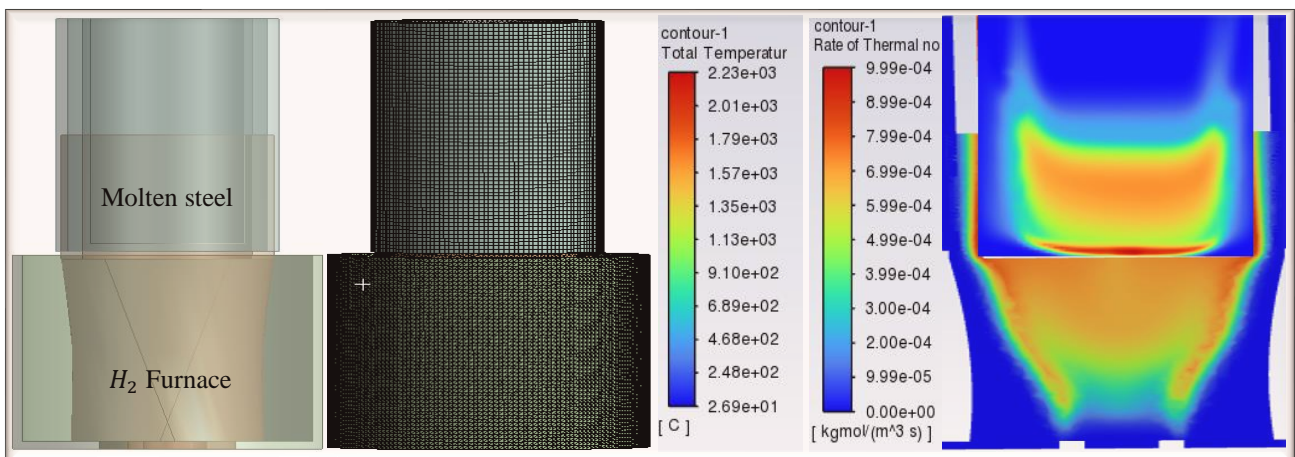 Molten steel
H₂ Furnace
contour-1
Total Temperatur
2.23e+03
2.01e+03
1.79e+03
1.57e+03
1.35e+03
1.13e+03
9.10e+02
6.89e+02
4.68e+02
2.48e+02
2.69e+01
[ C ]
contour-1
Rate of Thermal no
9.99e-04
8.99e-04
7.99e-04
6.99e-04
5.99e-04
4.99e-04
3.99e-04
3.00e-04
2.00e-04
9.99e-05
0.00e+00
[ kgmol/(m^3 s) ]